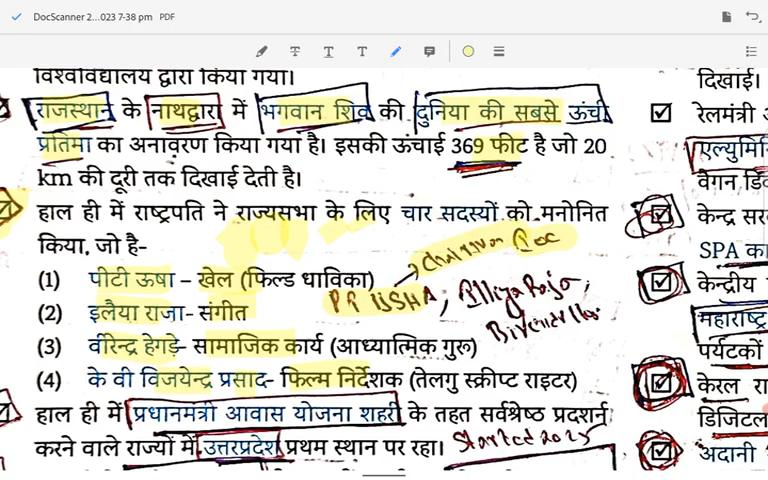 DocScanner 2...023 7-38 pm PDF
विश्वविद्यालय द्वारा किया गया।
राजस्थान के नाथद्वारा में भगवान शिव की दुनिया की सबसे ऊंची
प्रतिमा का अनावरण किया गया है। इसकी ऊंचाई 369 फीट है जो 20
km की दूरी तक दिखाई देती है।
हाल ही में राष्ट्रपति ने राज्यसभा के लिए चार सदस्यों को मनोनित
किया, जो है-
(1) पीटी ऊषा – खेल (फिल्ड धाविका)
(2) इलैया राजा- संगीत
(3) वीरेन्द्र हेगड़े- सामाजिक कार्य (आध्यात्मिक गुरू)
(4) के वी विजयेन्द्र प्रसाद- फिल्म निर्देशक (तेलगु स्क्रीप्ट राइटर)
हाल ही में प्रधानमंत्री आवास योजना शहरी के तहत सर्वश्रेष्ठ प्रदर्शन
करने वाले राज्यों में उत्तरप्रदेश प्रथम स्थान पर रहा।
USHA,
Started 2015
दिखाई।
रेलमंत्री
वैगन
केन्द्र
SPA का
केन्द्रीय
महाराष्ट्र
पर्यटकों
केरल
डिजिटल
अदानी